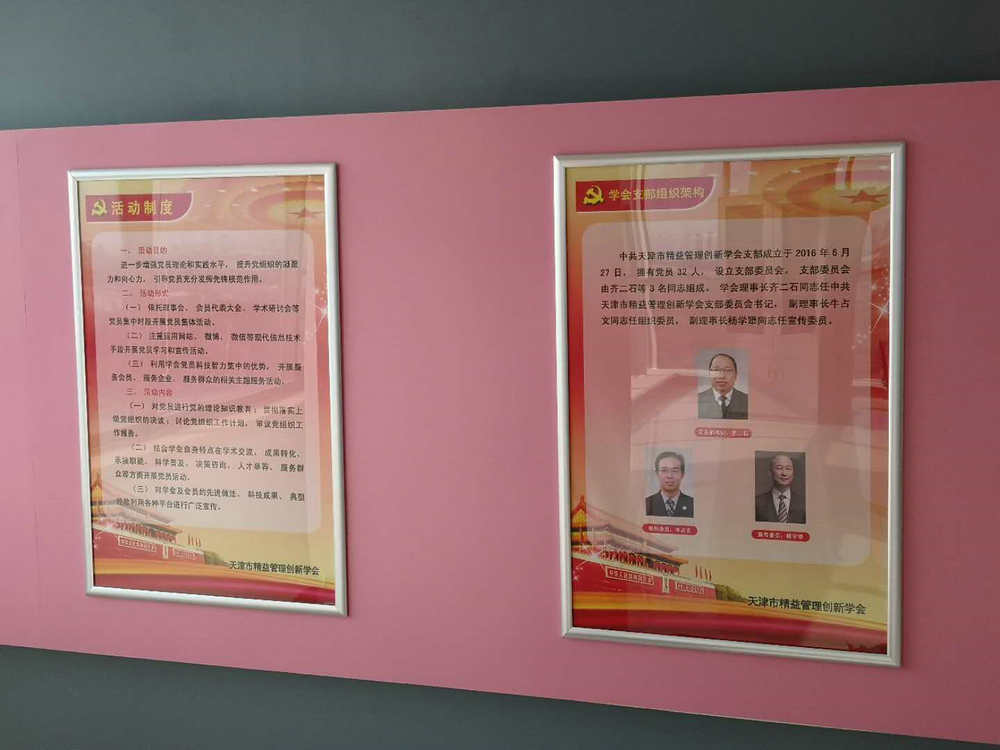 活动制度
一、 活动目的
进一步增强党员理论和实践水平， 提升党组织的凝聚
力和向心力， 引导党员充分发挥先锋模范作用。
二、 活动形式
（一） 依托理事会、 会员代表大会、 学术研讨会等
党员集中时段开展党员集体活动。
（二） 注重运用网站、 微博、 微信等现代信息技术
手段开展党员学习和宣传活动。
（三） 利用学会党员科技智力集中的优势， 开展服
务会员、 服务企业、 服务群众的相关主题服务活动。
三、 活动内容
（一） 对党员进行党的理论知识教育； 贯彻落实上
级党组织的决议； 讨论党组织工作计划， 审议党组织工
作报告。
（二） 结合学会自身特点在学术交流、 成果转化、
承接职能、 科学普及、 决策咨询、 人才举荐、 服务群
众等方面开展党员活动。
（三） 对学会及会员的先进做法、 科技成果、 典型
经验利用各种平台进行广泛宣传。
天津市精益管理创新学会
学会支部组织架构
中共天津市精益管理创新学会支部成立于 2016 年 6 月
27 日， 拥有党员 32 人， 设立支部委员会， 支部委员会
由齐二石等 3 名同志组成， 学会理事长齐二石同志任中共
天津市精益管理创新学会支部委员会书记， 副理事长牛占
文同志任组织委员， 副理事长杨学 同志任宣传委员。
组织委员：牛占文
宣传委员：
天津市精益管理创新学会